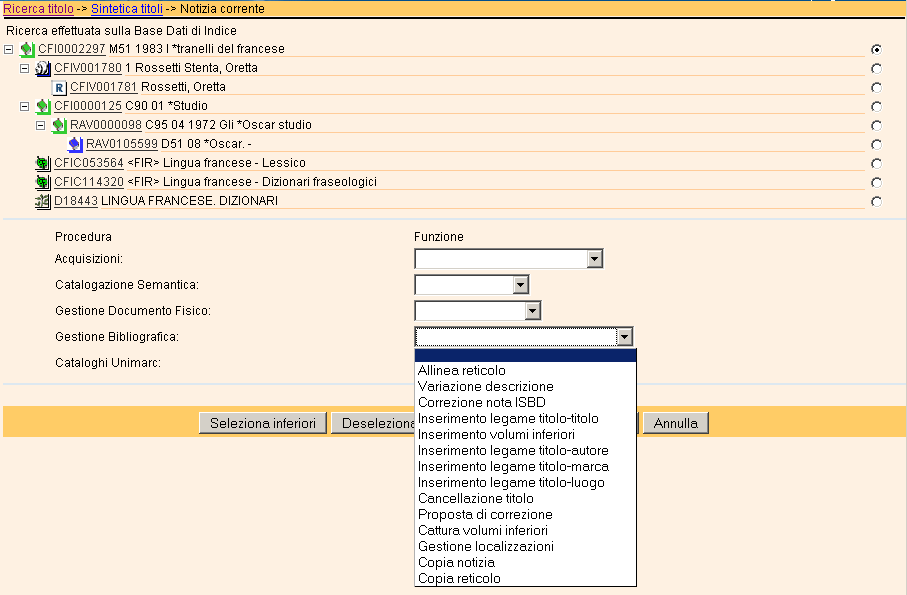 Ricerca titolo -> Sintetica titoli -> Notizia corrente
Ricerca effettuata sulla Base Dati di Indice
CFI0002297 M51 1983 I *tranelli del francese
CFIV001780 1 Rossetti Stenta, Oretta
R CFIV001781 Rossetti, Oretta
CFI0000125 C90 01 *Studio
RAV0000098 C95 04 1972 Gli *Oscar studio
RAV0105599 D51 08 *Oscar. -
CFIC053564 <FIR> Lingua francese - Lessico
CFIC114320 <FIR> Lingua francese - Dizionari fraseologici
D18443 LINGUA FRANCESE. DIZIONARI
Procedura Funzione
Acquisizioni:
Catalogazione Semantica:
Gestione Documento Fisico:
Gestione Bibliografica:
Cataloghi Unimarc:
Allinea reticolo
Variazione descrizione
Correzione nota ISBD
Inserimento legame titolo-titolo
Inserimento volumi inferiori
Inserimento legame titolo-autore
Inserimento legame titolo-marca
Inserimento legame titolo-luogo
Cancellazione titolo
Proposta di correzione
Cattura volumi inferiori
Gestione localizzazioni
Copia notizia
Copia reticolo
Seleziona inferiori Deseleziona Annulla